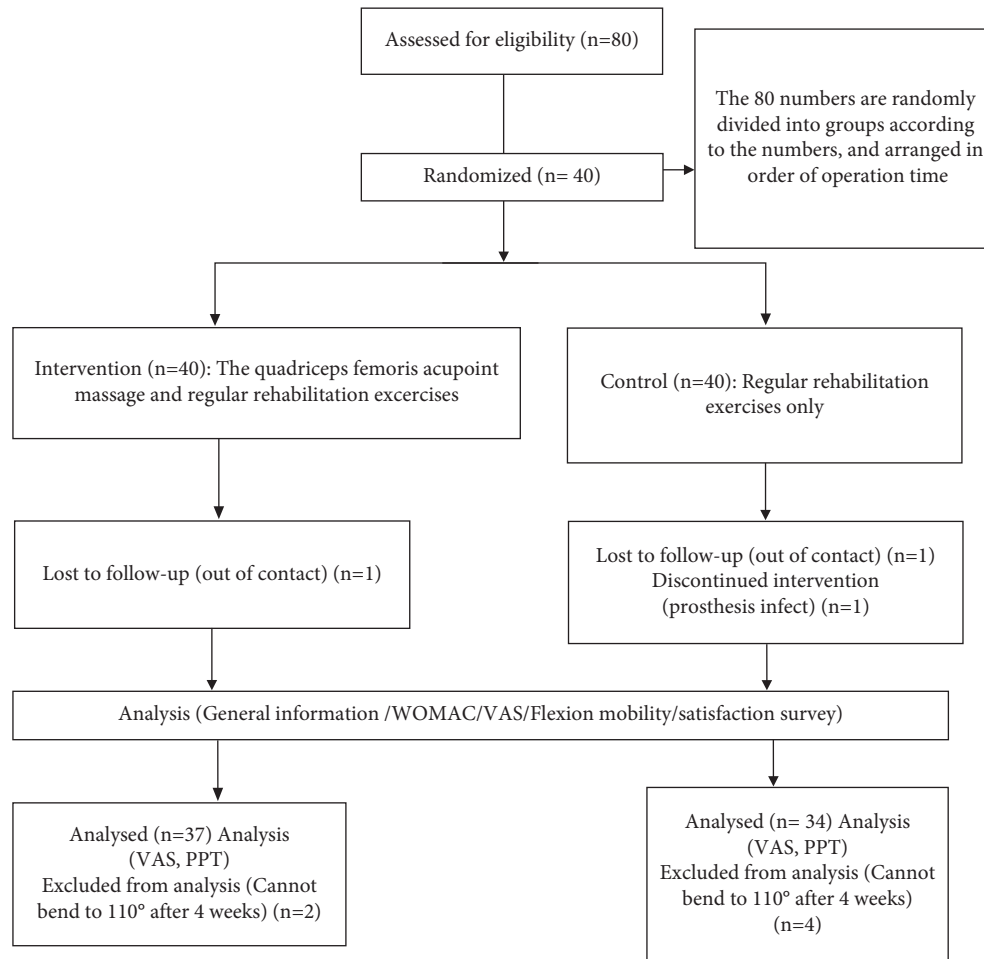 Assessed for eligibility (n=80)
The 80 numbers are randomly
divided into groups according
to the numbers, and arranged in
order of operation time
Randomized (n= 40)
Intervention (n=40): The quadriceps femoris acupoint
massage and regular rehabilitation excercises
Control (n=40): Regular rehabilitation
exercises only
Lost to follow-up (out of contact) (n=1)
Lost to follow-up (out of contact) (n=1)
Discontinued intervention
(prosthesis infect) (n=1)
Analysis (General information /WOMAC/VAS/Flexion mobility/satisfaction survey)
Analysed (n=37) Analysis
(VAS, PPT)
Excluded from analysis (Cannot
bend to 110° after 4 weeks) (n=2)
Analysed (n= 34) Analysis
(VAS, PPT)
Excluded from analysis (Cannot
bend to 110° after 4 weeks)
(n=4)